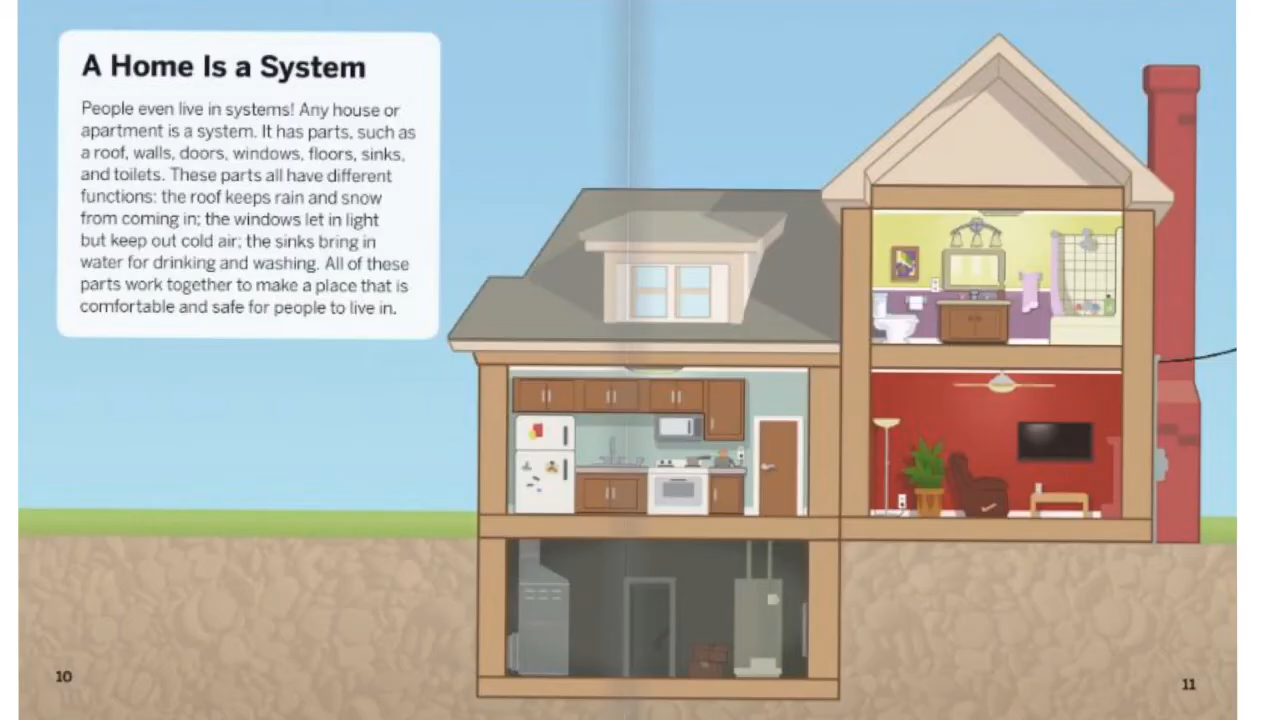 A Home Is a System
People even live in systems! Any house or
apartment is a system. It has parts, such as
a roof, walls, doors, windows, floors, sinks,
and toilets. These parts all have different
functions: the roof keeps rain and snow
from coming in; the windows let in light
but keep out cold air; the sinks bring in
water for drinking and washing. All of these
parts work together to make a place that is
comfortable and safe for people to live in.
10
11